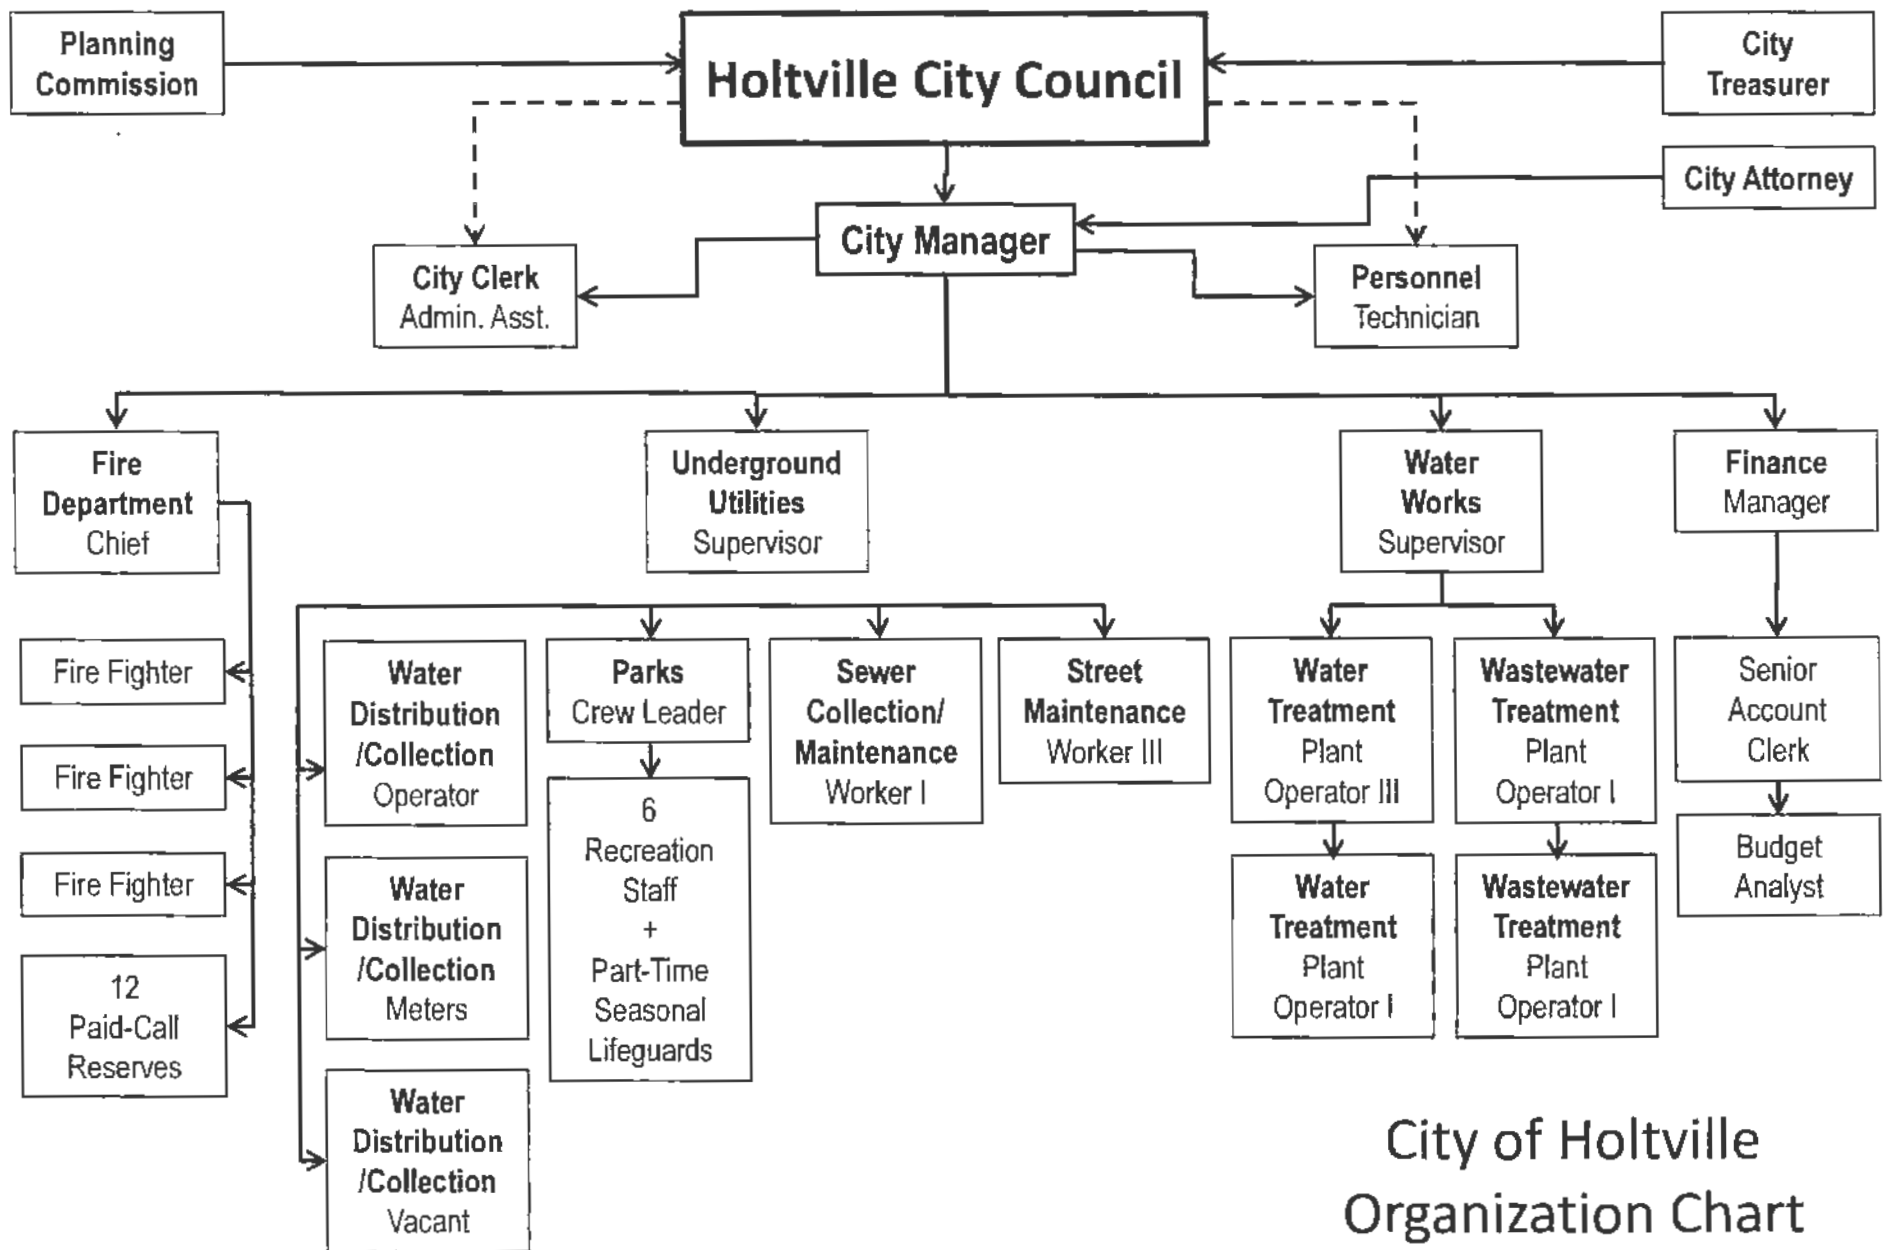 Planning
Commission
Holtville City Council
City
Treasurer
City Attorney
City Manager
City Clerk
Admin. Asst.
Personnel
Technician
Fire
Department
Chief
Underground
Utilities
Supervisor
Water
Works
Supervisor
Finance
Manager
Fire Fighter
Fire Fighter
Fire Fighter
12
Paid-Call
Reserves
Water
Distribution
/Collection
Operator
Water
Distribution
/Collection
Meters
Water
Distribution
/Collection
Vacant
Parks
Crew Leader
6
Recreation
Staff
+
Part-Time
Seasonal
Lifeguards
Sewer
Collection/
Maintenance
Worker I
Street
Maintenance
Worker III
Water
Treatment
Plant
Operator III
Water
Treatment
Plant
Operator I
Wastewater
Treatment
Plant
Operator I
Wastewater
Treatment
Plant
Operator I
Senior
Account
Clerk
Budget
Analyst
City of Holtville
Organization Chart